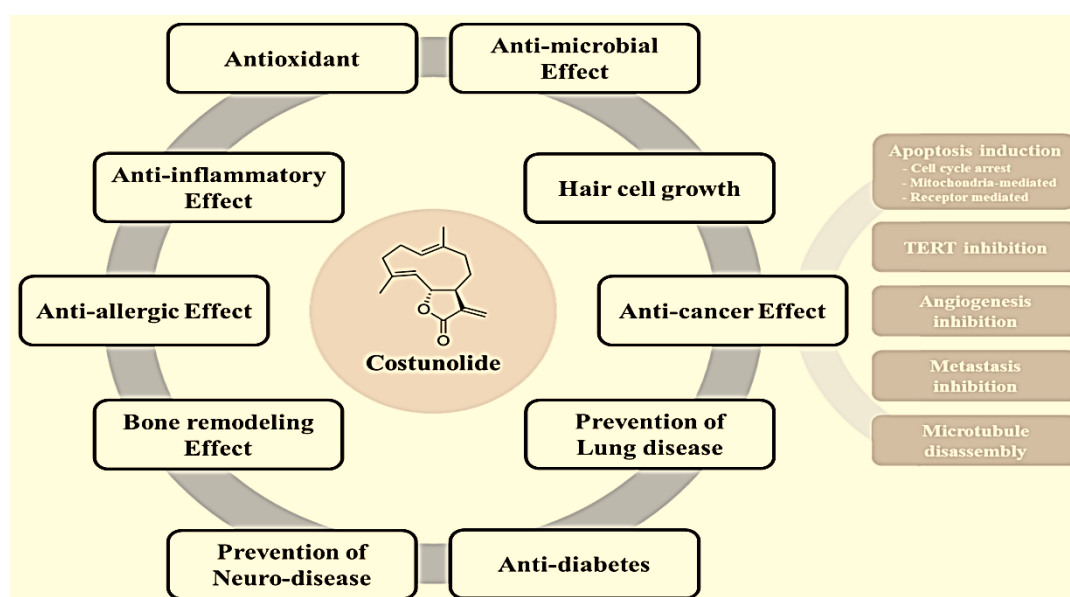 Antioxidant
Anti-microbial
Effect
Anti-inflammatory
Effect
Hair cell growth
Anti-allergic Effect
Anti-cancer Effect
Bone remodeling
Effect
Prevention of
Lung disease
Prevention of
Neuro-disease
Anti-diabetes
O
O
Costunolide
Apoptosis induction
- Cell cycle arrest
- Mitochondria-mediated
- Receptor mediated
TERT inhibition
Angiogenesis
inhibition
Metastasis
inhibition
Microtubule
disassembly